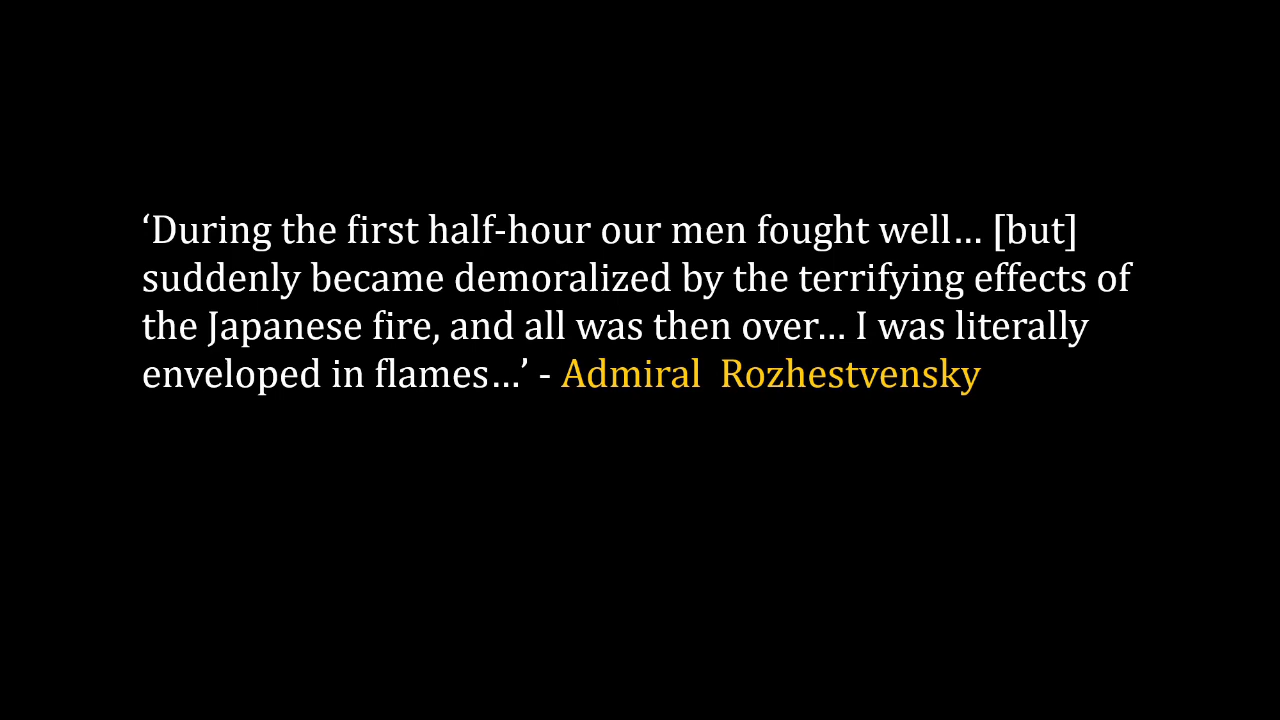 ‘During the first half-hour our men fought well… [but]
suddenly became demoralized by the terrifying effects of
the Japanese fire, and all was then over… I was literally
enveloped in flames…’ - Admiral  Rozhestvensky